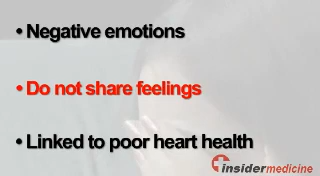 • Negative emotions
• Do not share feelings
• Linked to poor heart health
insidermedicine